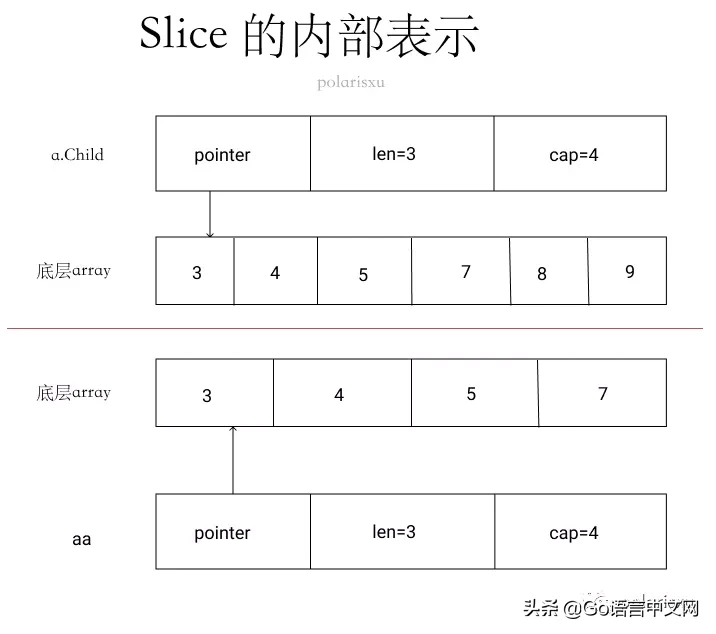 Slice 的内部表示
polarisxu
a.Child
pointer
len=3
cap=4
底层array
3
4
5
7
8
9
底层array
3
4
5
7
aa
pointer
len=3
cap=4
头条 @Go语言中文网